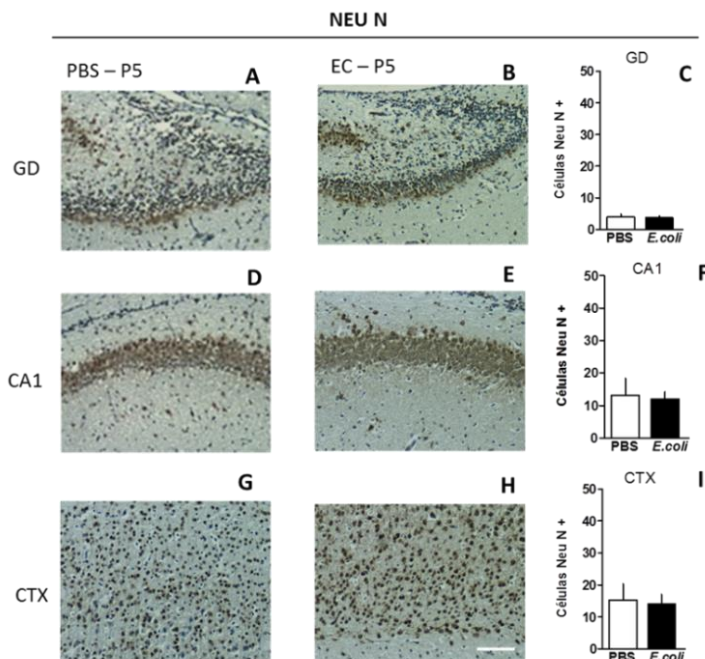 NEU N
PBS – P5
EC – P5
A
B
C
GD
GD
Células Neu N +
50
40
30
20
10
0
PBS
E.coli
D
E
F
CA1
CA1
Células Neu N +
50
40
30
20
10
0
PBS
E.coli
G
H
I
CTX
CTX
Células Neu N +
50
40
30
20
10
0
PBS
E.coli